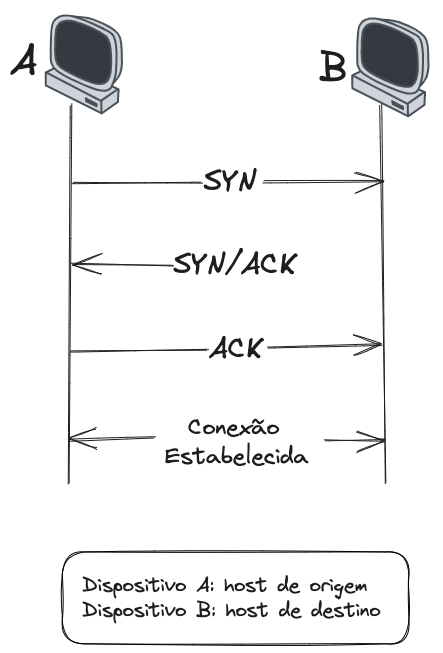 A
B
SYN
SYN/ACK
ACK
Conexão
Estabelecida
Dispositivo A: host de origem
Dispositivo B: host de destino